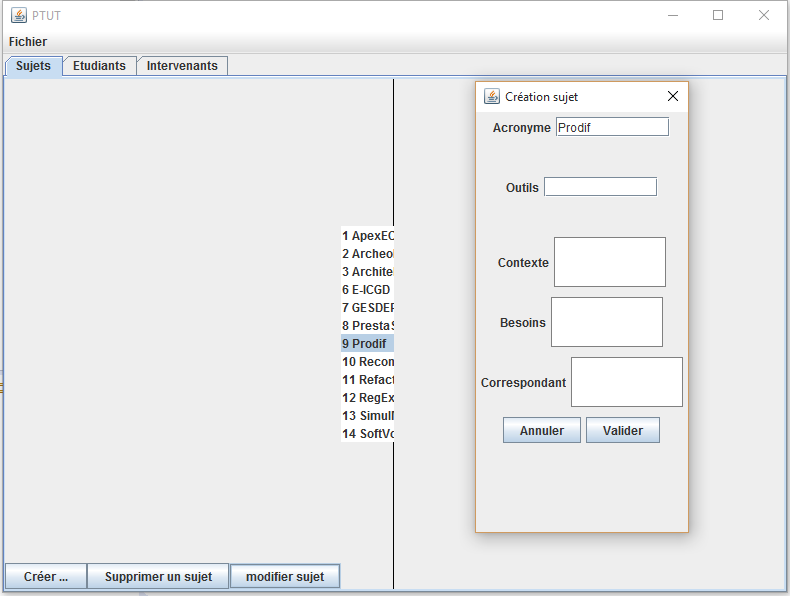 PTUT
Fichier
Sujets Etudiants Intervenants
Création sujet
Acronyme Prodif
Outils
Contexte
Besoins
Correspondant
Annuler Valider
1 ApexEC
2 Archeo
3 Archite
6 E-ICGD
7 GESDEP
8 PrestaS
9 Prodif
10 Recon
11 Refact
12 RegEx
13 Simul
14 SoftVo
Créer ... Supprimer un sujet modifier sujet